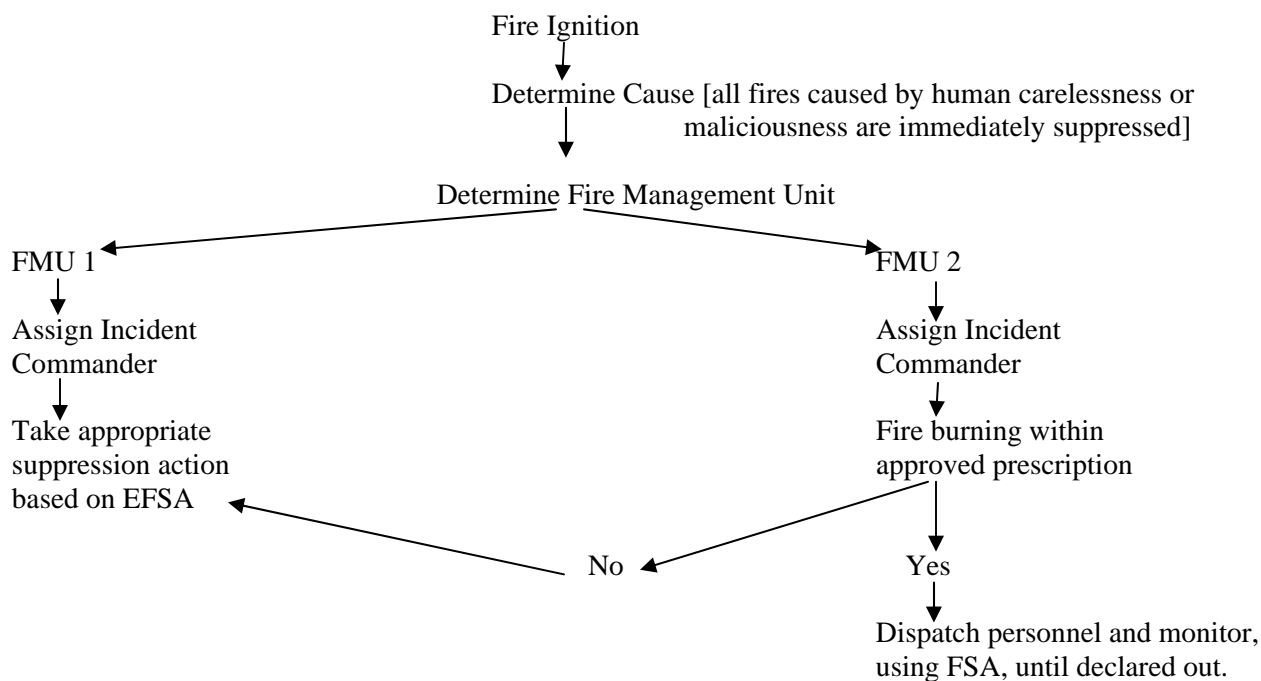 Fire Ignition
Determine Cause [all fires caused by human carelessness or
maliciousness are immediately suppressed]
Determine Fire Management Unit
FMU 1
FMU 2
Assign Incident
Commander
Assign Incident
Commander
Take appropriate
suppression action
based on EFSA
Fire burning within
approved prescription
No
Yes
Dispatch personnel and monitor,
using FSA, until declared out.